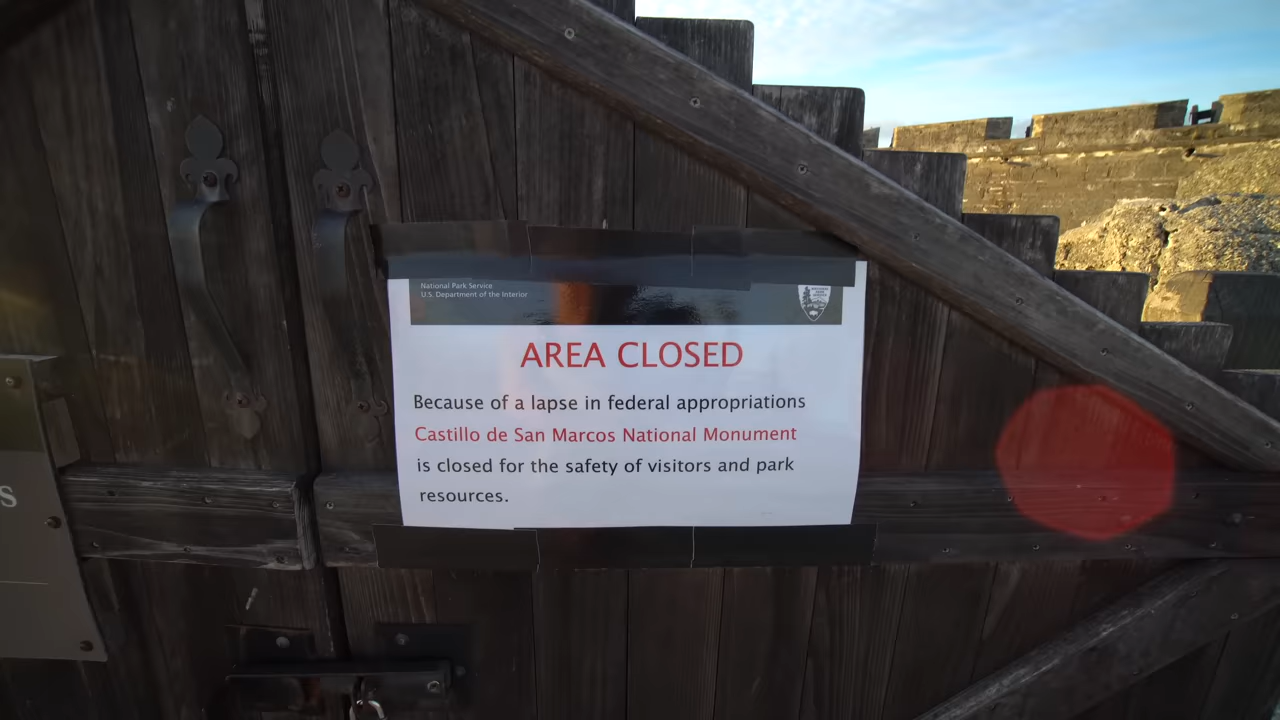 National Park Service
U.S. Department of the Interior
AREA CLOSED
Because of a lapse in federal appropriations
Castillo de San Marcos National Monument
is closed for the safety of visitors and park
resources.
s